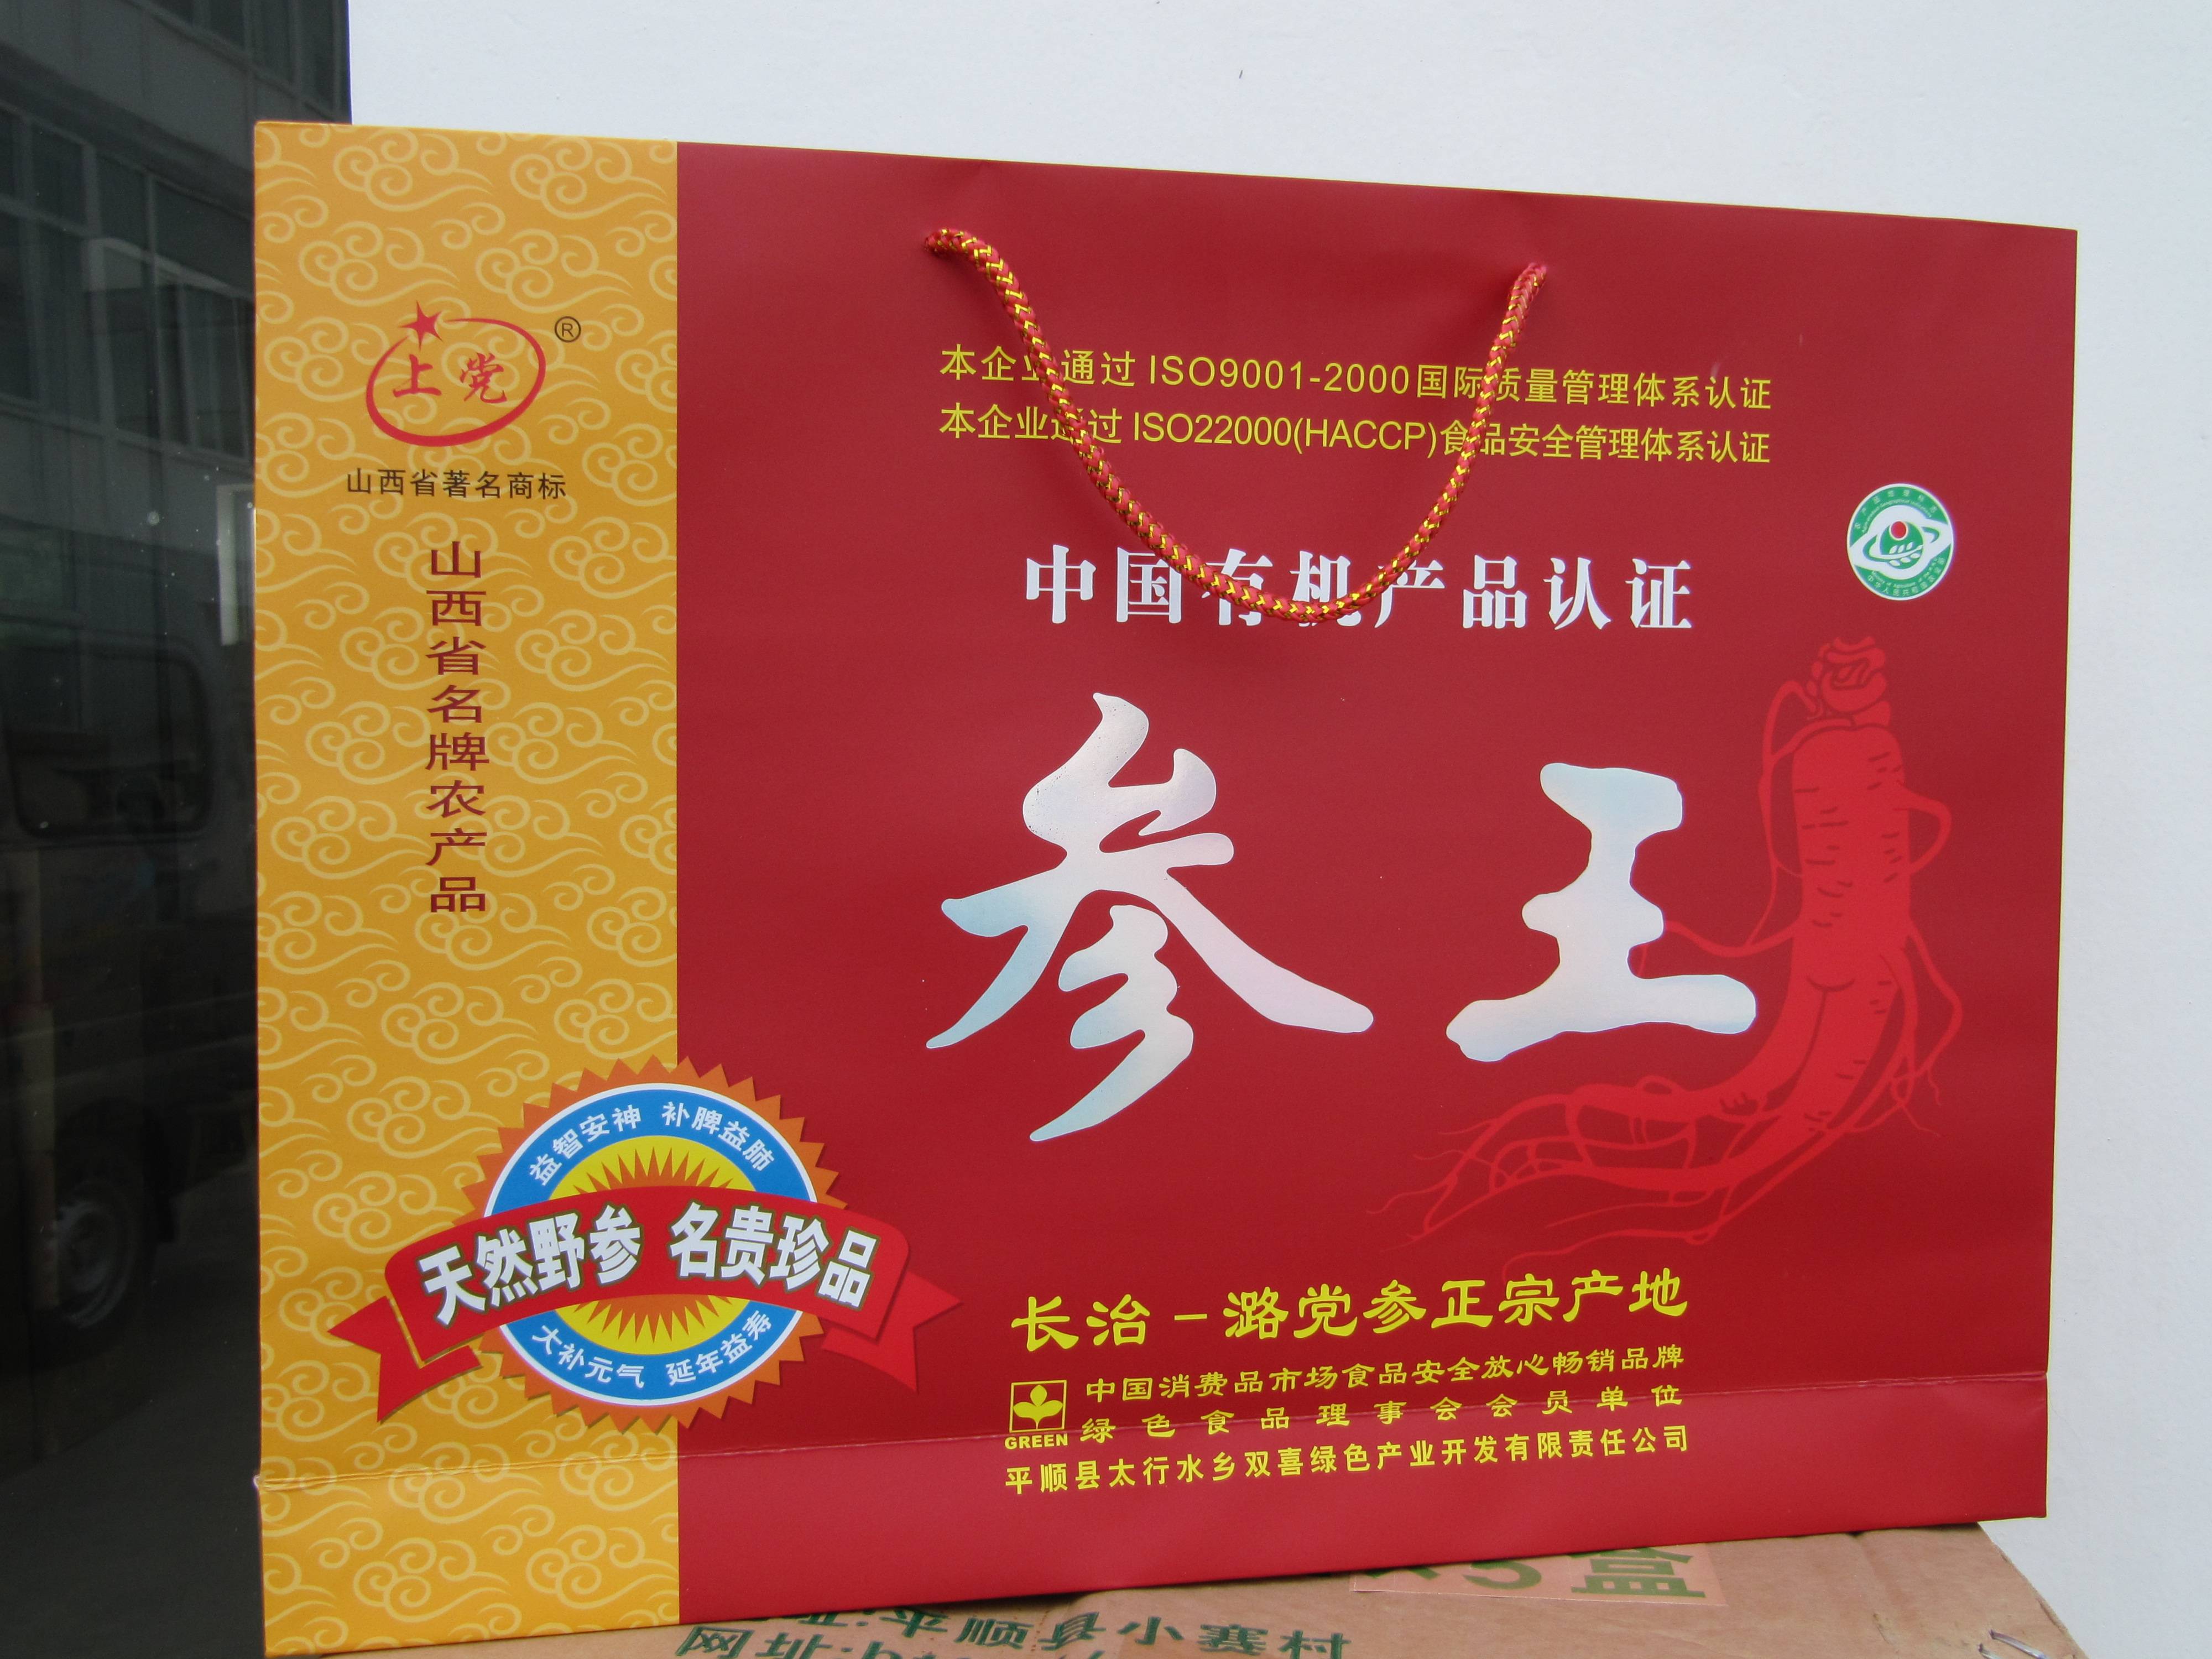 上党
®
山西省著名商标
山西省名牌农产品
本企业通过ISO9001-2000国际质量管理体系认证
本企业通过ISO22000(HACCP)食品安全管理体系认证
中国有机产品认证
参王
益智安神 补脾益肺
天然野参 名贵珍品
大补元气 延年益寿
长治－潞党参正宗产地
中国消费品市场食品安全放心畅销品牌
绿色食品理事会会员单位
GREEN
平顺县太行水乡双喜绿色产业开发有限责任公司
盒
址:平顺县小赛村
网址:h